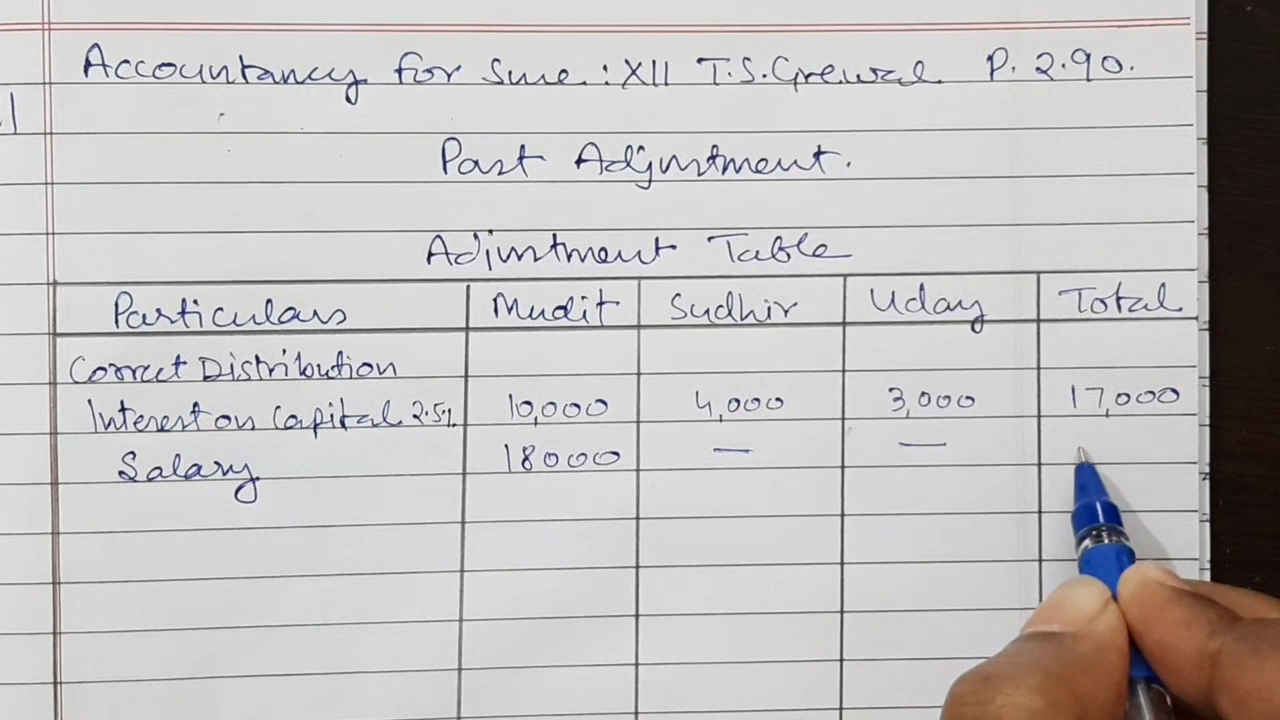 Accountancy for Sure : XII T.S. Grewal P. 2.90.
Past Adjustment.
Adjustment Table
Particulars Mudit Sudhir Uday Total
Correct Distribution
Interest on Capital 2.5% 10,000 4,000 3,000 17,000
Salary 18000 — —